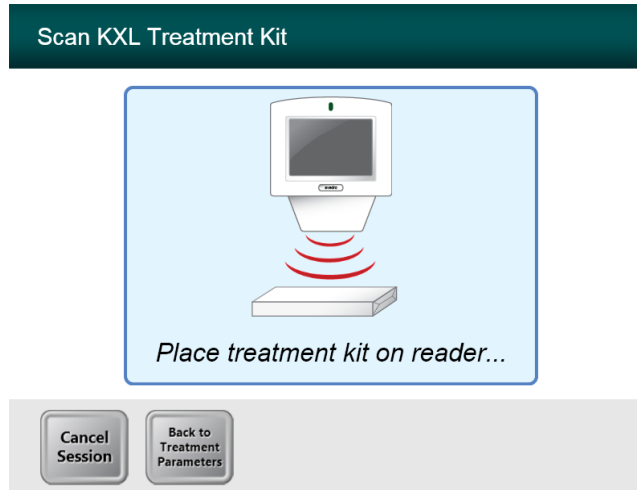 Scan KXL Treatment Kit
Place treatment kit on reader...
Cancel
Session
Back to
Treatment
Parameters